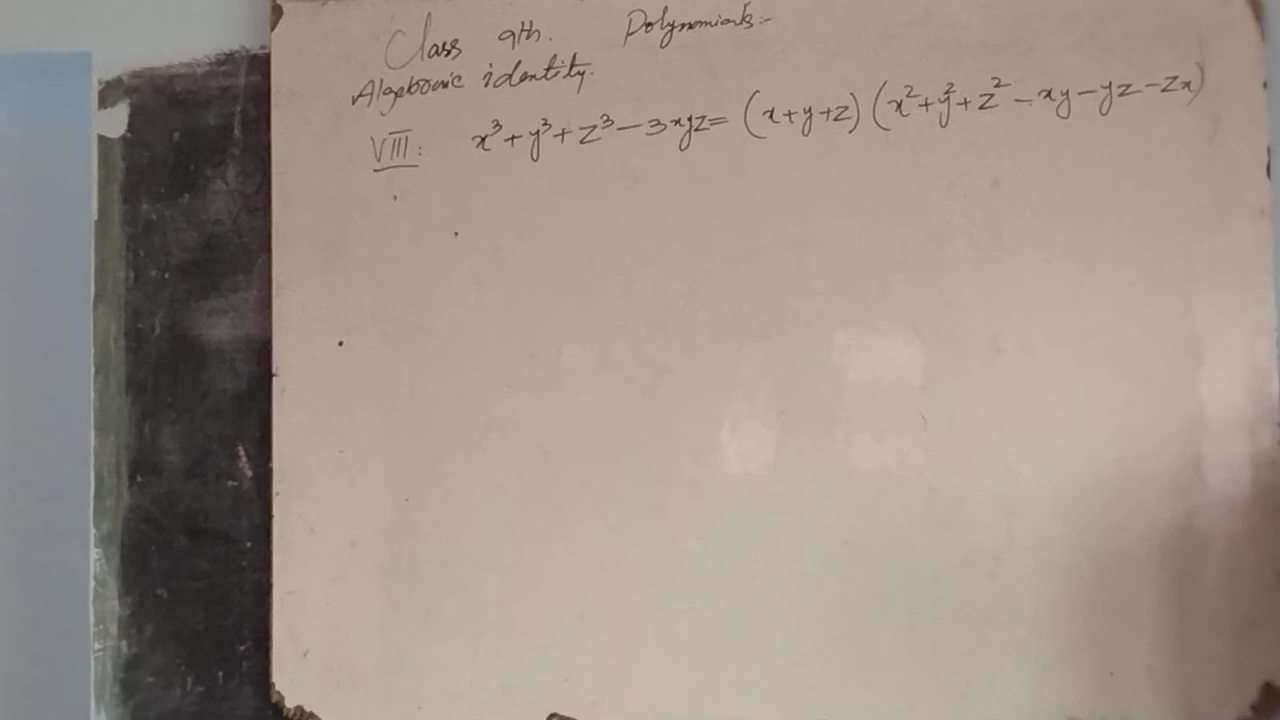 Class 9th. Polynomials:-
Algebraic identity.
VIII: x³+y³+z³-3xyz= (x+y+z) (x²+y²+z²-xy-yz-zx)